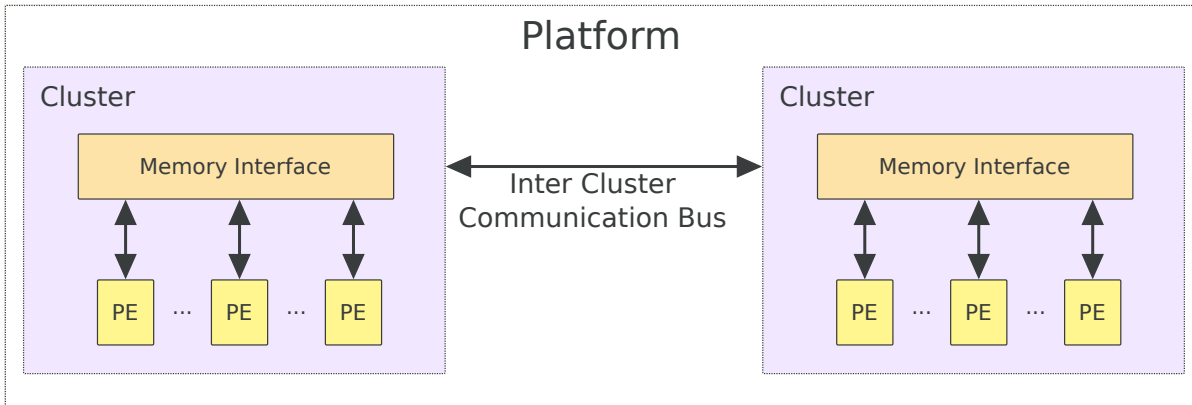 Platform
Cluster
Memory Interface
PE ... PE ... PE
Inter Cluster
Communication Bus
Cluster
Memory Interface
PE ... PE ... PE